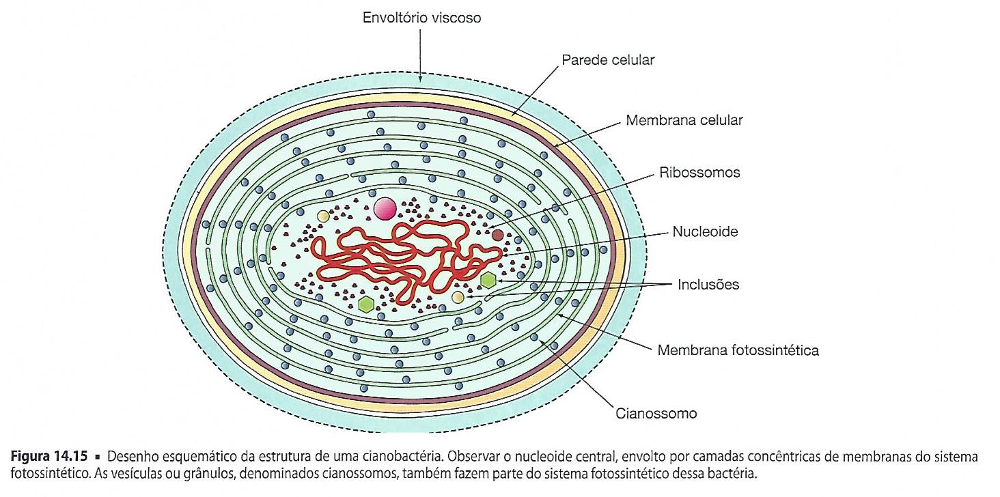 Envoltório viscoso
Parede celular
Membrana celular
Ribossomos
Nucleoide
Inclusões
Membrana fotossintética
Cianossomo
Figura 14.15 ▪ Desenho esquemático da estrutura de uma cianobactéria. Observar o nucleoide central, envolto por camadas concêntricas de membranas do sistema
fotossintético. As vesículas ou grânulos, denominados cianossomos, também fazem parte do sistema fotossintético dessa bactéria.